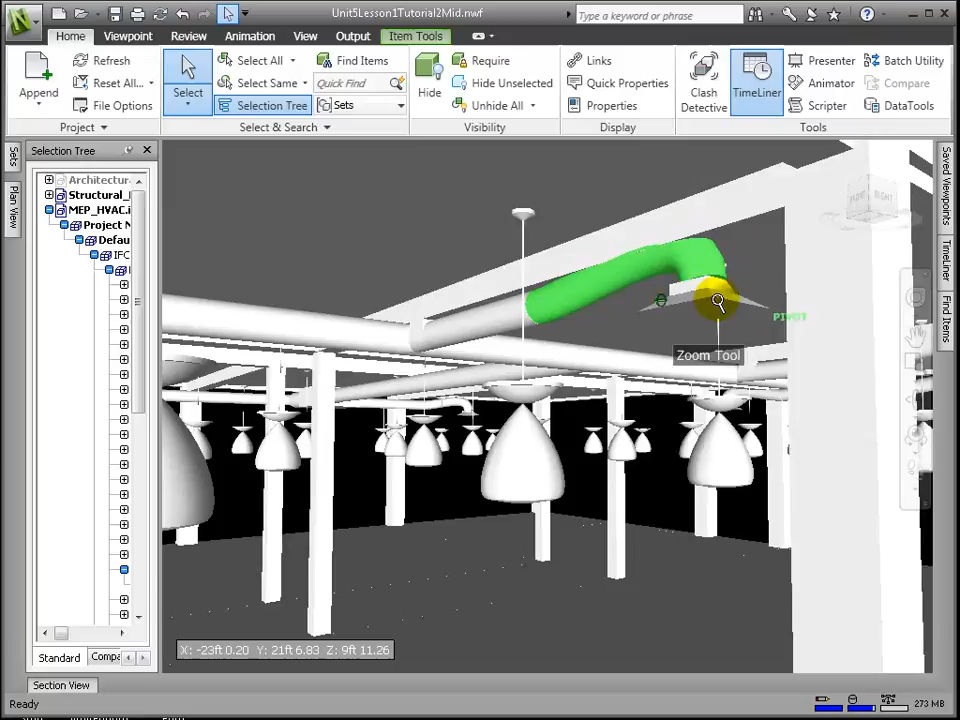 Unit5Lesson1Tutorial2Mid.nwf
Type a keyword or phrase
Home Viewpoint Review Animation View Output Item Tools
Append
Refresh
Reset All...
File Options
Project
Select
Select All
Select Same
Selection Tree
Find Items
Quick Find
Sets
Select & Search
Hide
Require
Hide Unselected
Unhide All
Visibility
Links
Quick Properties
Properties
Display
Clash Detective
TimeLiner
Presenter
Animator
Scripter
Batch Utility
Compare
DataTools
Tools
Sets
Plan View
Selection Tree
Architectura
Structural_
MEP_HVAC.i
Project N
Defau
IFC
Standard Compa
FRONT RIGHT
PIVOT
Zoom Tool
X: -23ft 0.20 Y: 21ft 6.83 Z: 9ft 11.26
Saved Viewpoints
TimeLiner
Find Items
Section View
Ready
273 MB